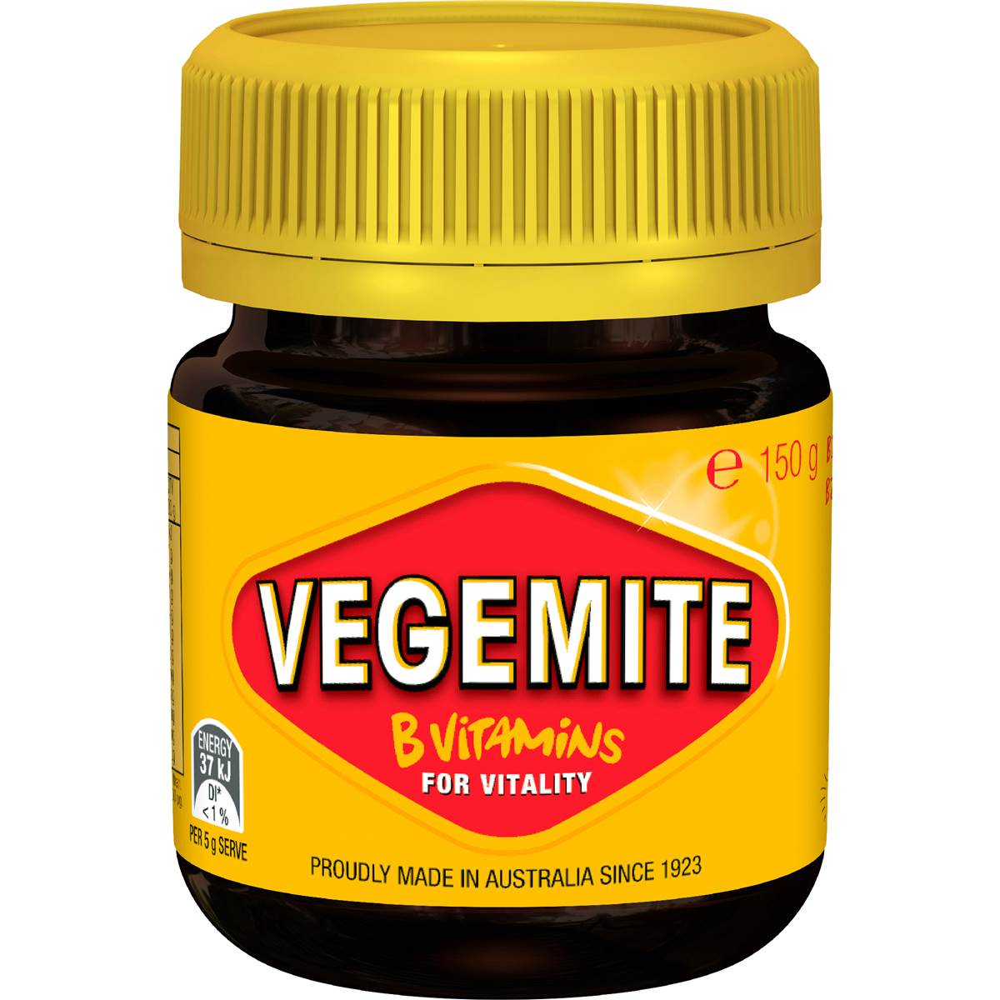 ℮ 150 g
VEGEMITE
B VITAMINS
FOR VITALITY
ENERGY
37 kJ
DI*
<1 %
PER 5 g SERVE
PROUDLY MADE IN AUSTRALIA SINCE 1923